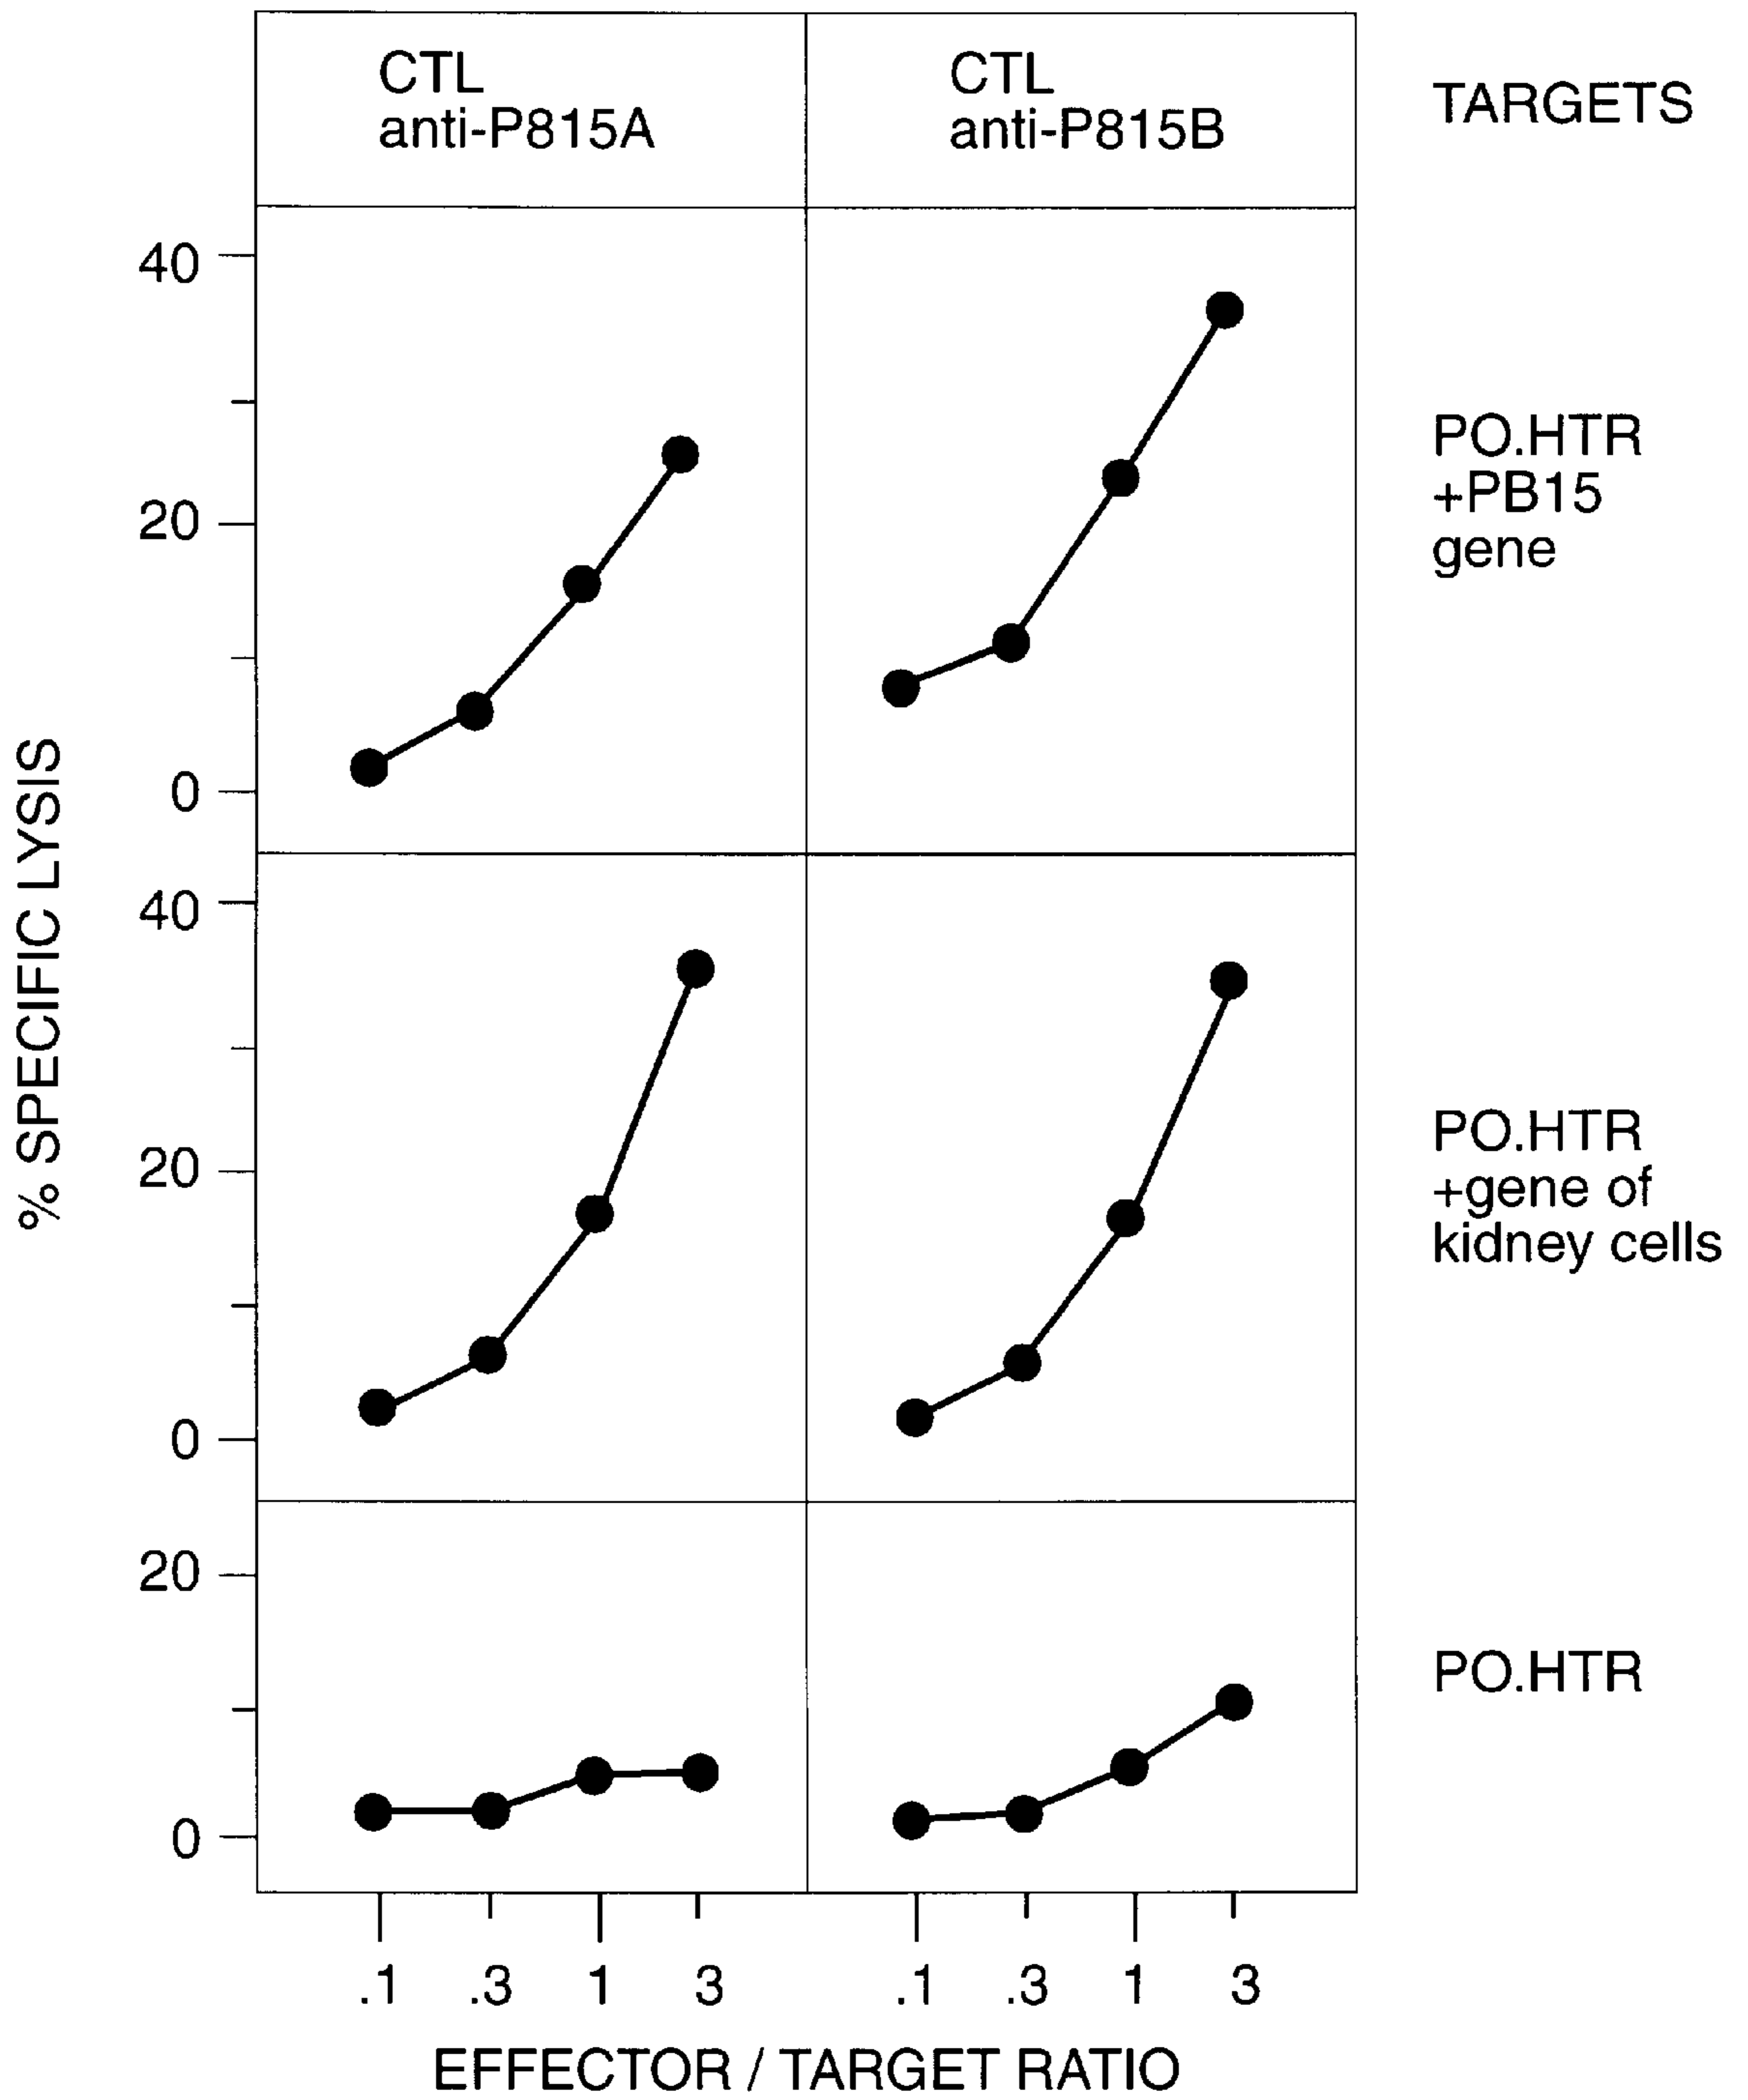 CTL
anti-P815A
CTL
anti-P815B
TARGETS
40
20
0
PO.HTR
+PB15
gene
% SPECIFIC LYSIS
40
20
0
PO.HTR
+gene of
kidney cells
20
0
PO.HTR
.1 .3 1 3 .1 .3 1 3
EFFECTOR / TARGET RATIO